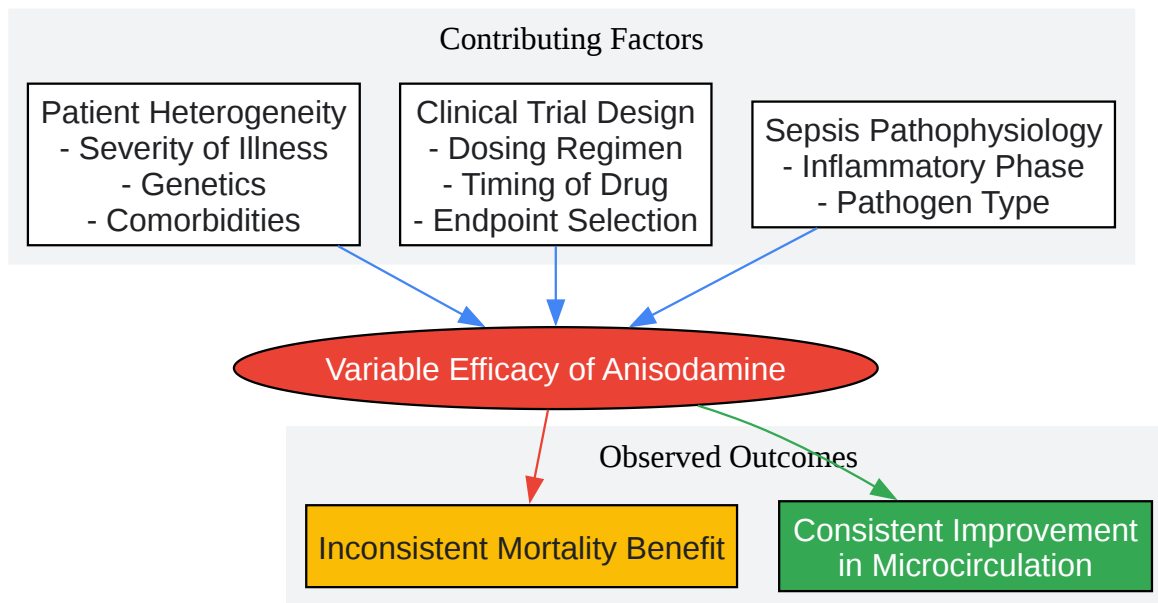 Contributing Factors
Patient Heterogeneity
- Severity of Illness
- Genetics
- Comorbidities
Clinical Trial Design
- Dosing Regimen
- Timing of Drug
- Endpoint Selection
Sepsis Pathophysiology
- Inflammatory Phase
- Pathogen Type
Variable Efficacy of Anisodamine
Observed Outcomes
Inconsistent Mortality Benefit
Consistent Improvement
in Microcirculation